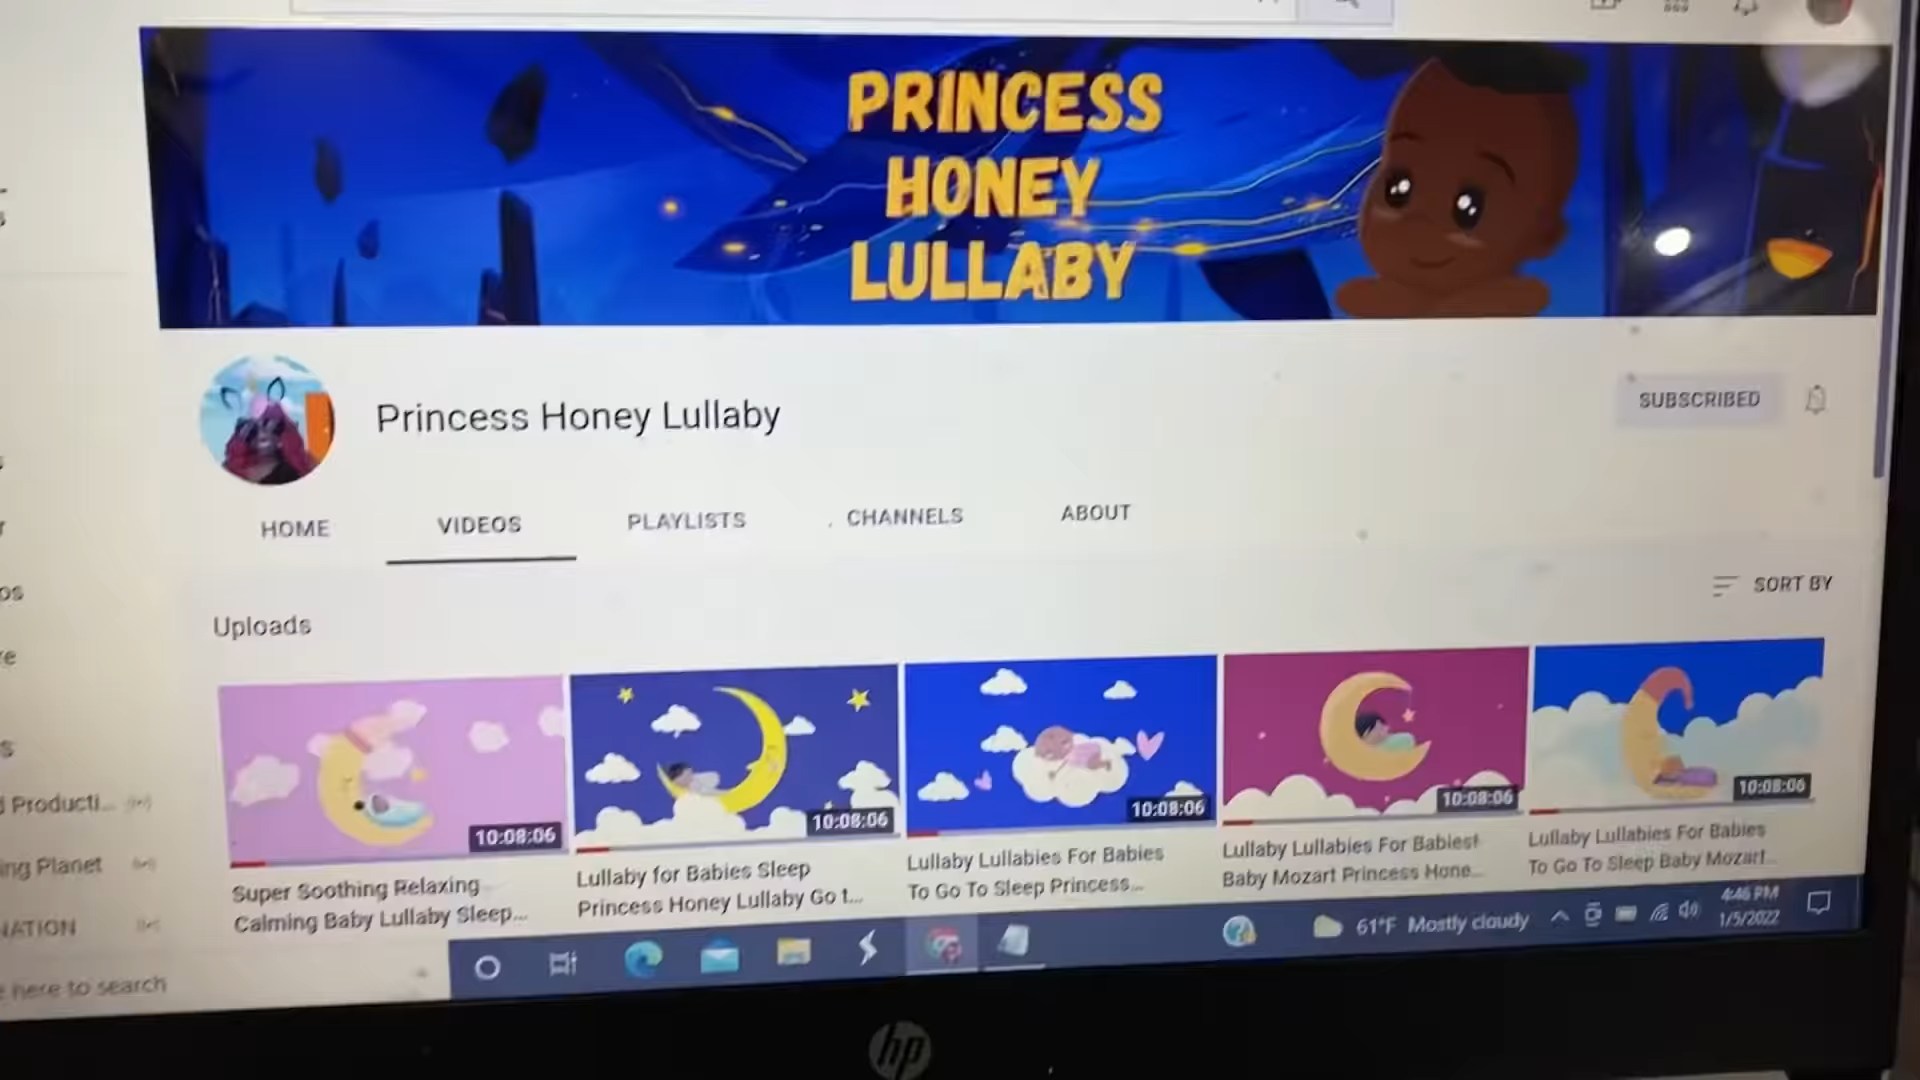 PRINCESS
HONEY
LULLABY
Princess Honey Lullaby
SUBSCRIBED
HOME VIDEOS PLAYLISTS CHANNELS ABOUT
Uploads
SORT BY
10:08:06
10:08:06
10:08:06
10:08:06
10:08:06
Super Soothing Relaxing
Calming Baby Lullaby Sleep...
Lullaby for Babies Sleep
Princess Honey Lullaby Go t...
Lullaby Lullabies For Babies
To Go To Sleep Princess...
Lullaby Lullabies For Babiest
Baby Mozart Princess Hone...
Lullaby Lullabies For Babies
To Go To Sleep Baby Mozart...
Producti...
ing Planet
NATION
here to search
61°F Mostly cloudy
4:46 PM
1/5/2022
hp